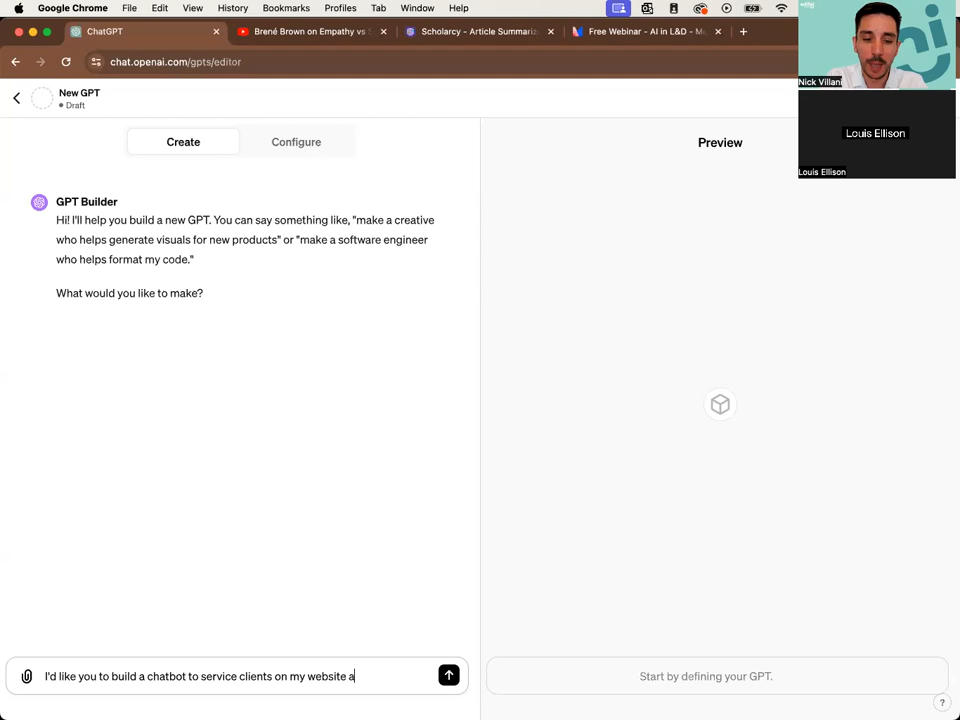 Google Chrome File Edit View History Bookmarks Profiles Tab Window Help
ChatGPT
Brené Brown on Empathy vs
Scholarcy - Article Summariz
Free Webinar - AI in L&D - M
chat.openai.com/gpts/editor
New GPT
Draft
Create
Configure
Preview
Nick Villani
Louis Ellison
Louis Ellison
GPT Builder
Hi! I'll help you build a new GPT. You can say something like, "make a creative
who helps generate visuals for new products" or "make a software engineer
who helps format my code."
What would you like to make?
I'd like you to build a chatbot to service clients on my website a
Start by defining your GPT.
?